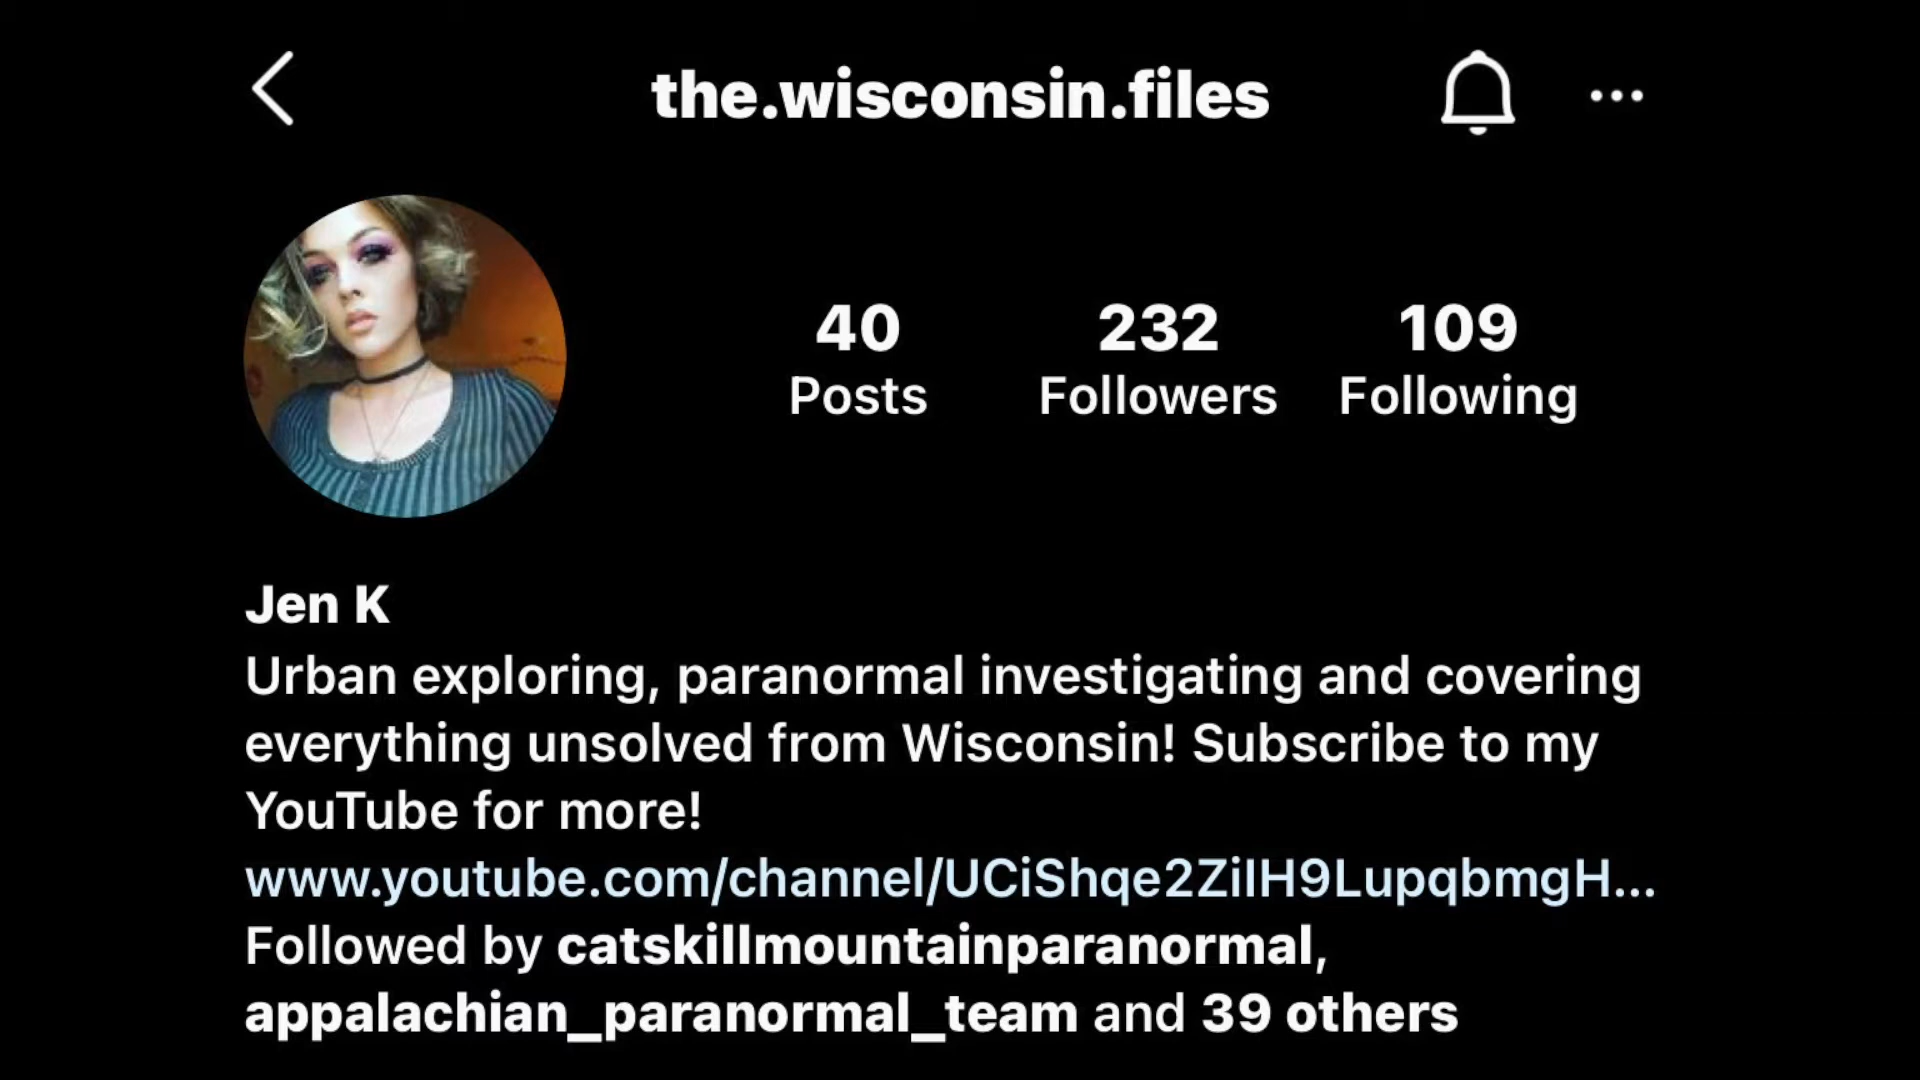 the.wisconsin.files
40
Posts
232
Followers
109
Following
Jen K
Urban exploring, paranormal investigating and covering
everything unsolved from Wisconsin! Subscribe to my
YouTube for more!
www.youtube.com/channel/UCiShqe2ZiIH9LupqbmgH...
Followed by catskillmountainparanormal,
appalachian_paranormal_team and 39 others